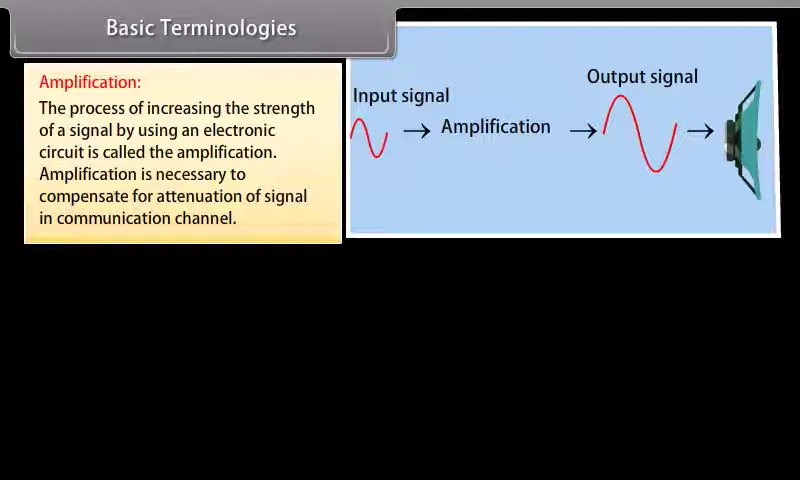 Basic Terminologies
Amplification:
The process of increasing the strength
of a signal by using an electronic
circuit is called the amplification.
Amplification is necessary to
compensate for attenuation of signal
in communication channel.
Input signal
Amplification
Output signal